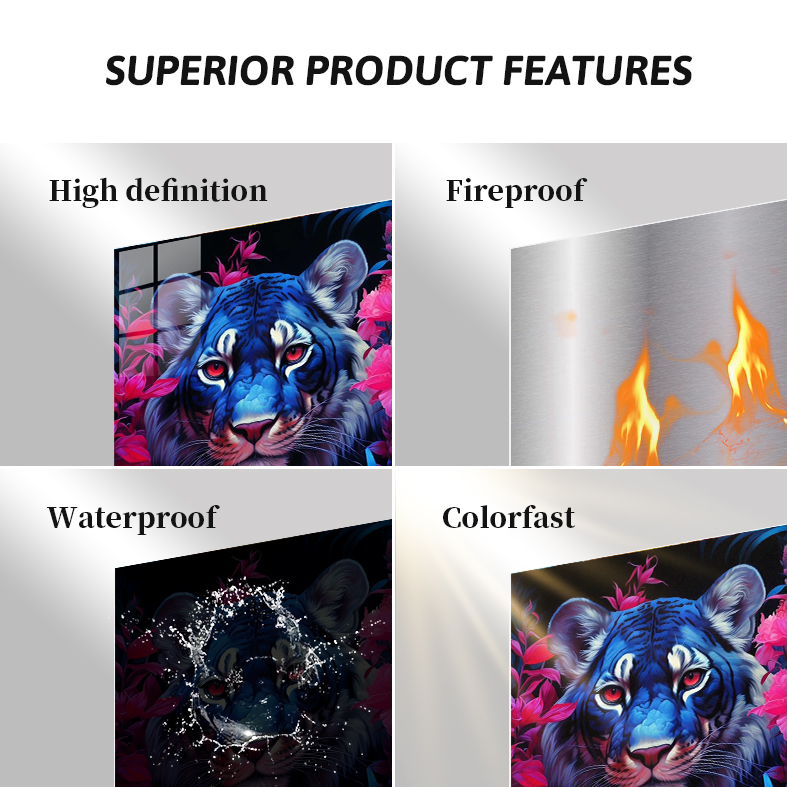 SUPERIOR PRODUCT FEATURES
High definition
Fireproof
Waterproof
Colorfast